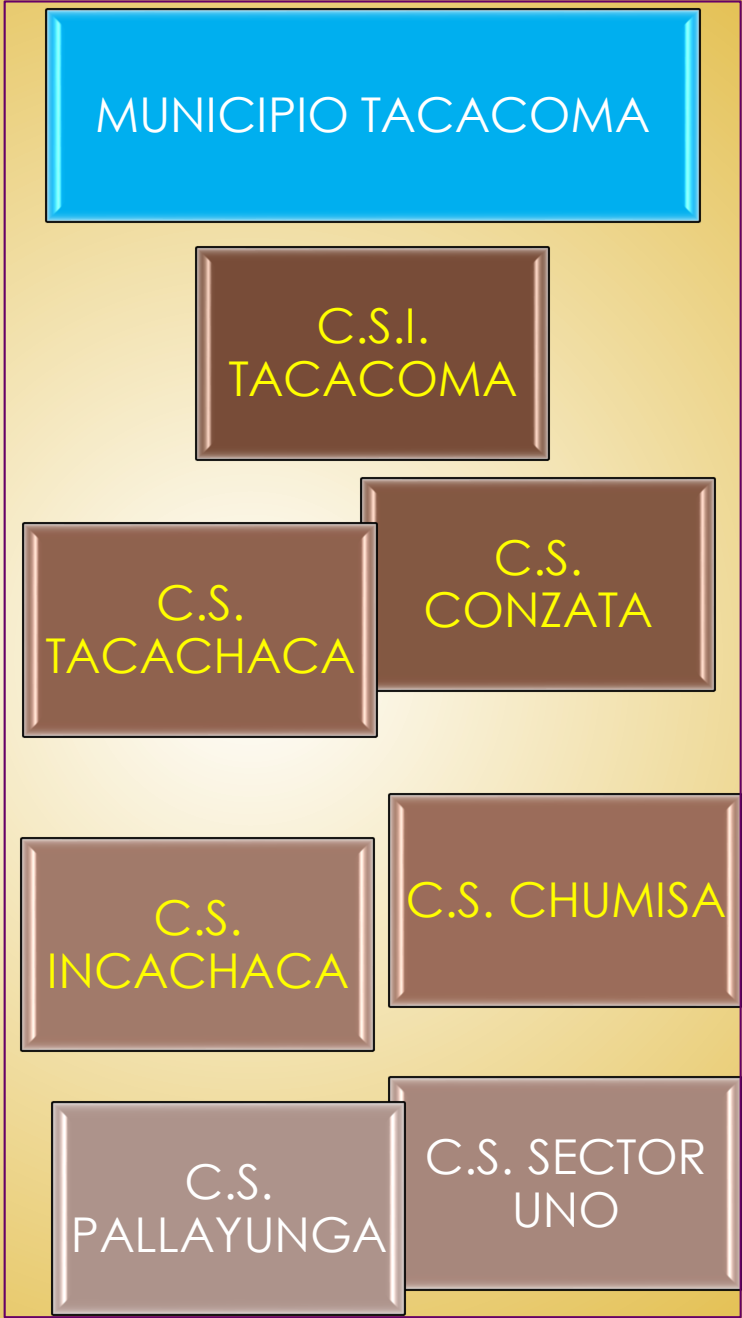 MUNICIPIO TACACOMA
C.S.I.
TACACOMA
C.S.
CONZATA
C.S.
TACACHACA
C.S. CHUMISA
C.S.
INCACHACA
C.S. SECTOR
UNO
C.S.
PALLAYUNGA